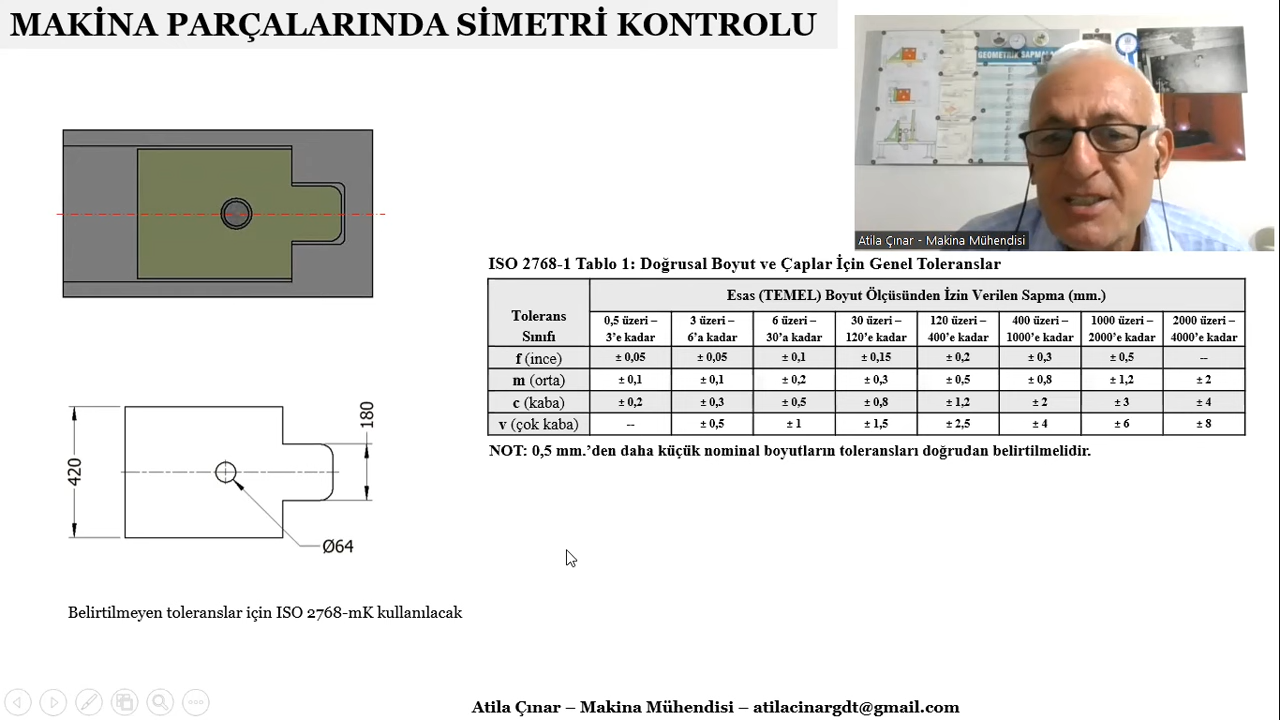 MAKİNA PARÇALARINDA SİMETRİ KONTROLU
GEOMETRİK SAPMA
Atila Çınar - Makina Mühendisi
ISO 2768-1 Tablo 1: Doğrusal Boyut ve Çaplar İçin Genel Toleranslar
Tolerans Sınıfı
Esas (TEMEL) Boyut Ölçüsünden İzin Verilen Sapma (mm.)
0,5 üzeri – 3’e kadar
3 üzeri – 6’a kadar
6 üzeri – 30’a kadar
30 üzeri – 120’e kadar
120 üzeri – 400’e kadar
400 üzeri – 1000’e kadar
1000 üzeri – 2000’e kadar
2000 üzeri – 4000’e kadar
f (ince) ± 0,05 ± 0,05 ± 0,1 ± 0,15 ± 0,2 ± 0,3 ± 0,5 --
m (orta) ± 0,1 ± 0,1 ± 0,2 ± 0,3 ± 0,5 ± 0,8 ± 1,2 ± 2
c (kaba) ± 0,2 ± 0,3 ± 0,5 ± 0,8 ± 1,2 ± 2 ± 3 ± 4
v (çok kaba) -- ± 0,5 ± 1 ± 1,5 ± 2,5 ± 4 ± 6 ± 8
NOT: 0,5 mm.’den daha küçük nominal boyutların toleransları doğrudan belirtilmelidir.
420
180
Ø64
Belirtilmeyen toleranslar için ISO 2768-mK kullanılacak
Atila Çınar – Makina Mühendisi – atilacinargdt@gmail.com